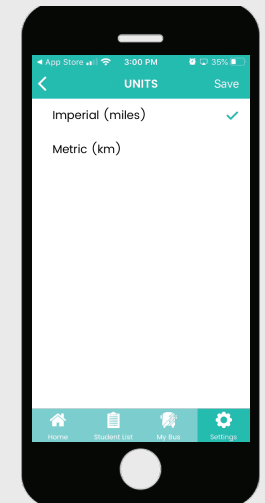 App Store 3:00 PM 35%
UNITS Save
Imperial (miles)
Metric (km)
Home Student List My Bus Settings